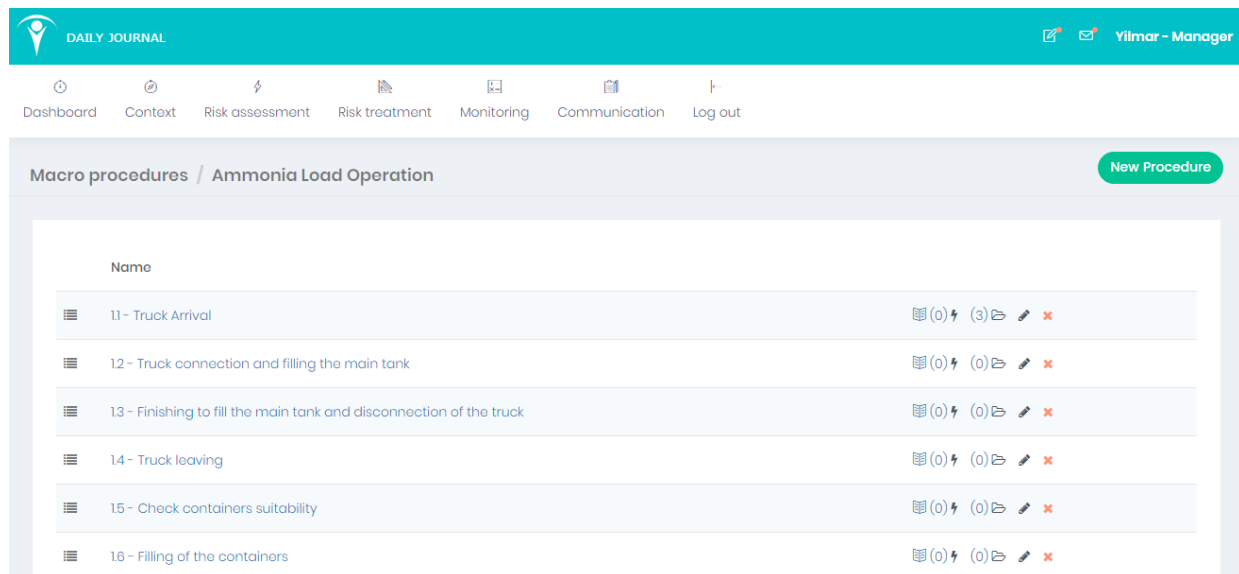 DAILY JOURNAL
Yilmar - Manager
Dashboard Context Risk assessment Risk treatment Monitoring Communication Log out
Macro procedures / Ammonia Load Operation
New Procedure
Name
1.1 - Truck Arrival (0) (3)
1.2 - Truck connection and filling the main tank (0) (0)
1.3 - Finishing to fill the main tank and disconnection of the truck (0) (0)
1.4 - Truck leaving (0) (0)
1.5 - Check containers suitability (0) (0)
1.6 - Filling of the containers (0) (0)